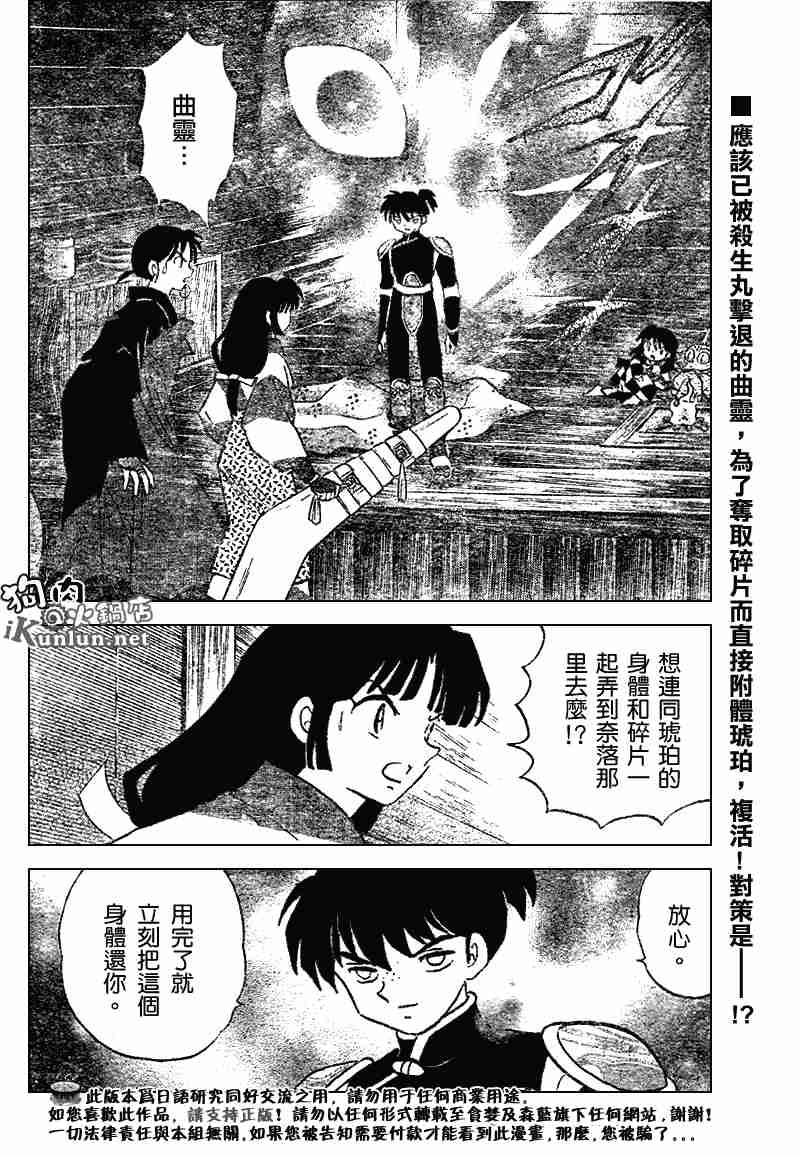 ■應該已被殺生丸擊退的曲靈，為了奪取碎片而直接附體琥珀，複活！對策是——!?
曲靈…
狗肉
火鍋店
iKunlun.net
想連同琥珀的
身體和碎片一
起弄到奈落那
里去麼!?
放心。
用完了就
立刻把這個
身體還你。
此版本爲日語研究同好交流之用，請勿用于任何商業用途。
如您喜歡此作品，請支持正版！請勿以任何形式轉載至貪婪及森藍旗下任何網站，謝謝！
一切法律責任與本組無關，如果您被告知需要付款才能看到此漫畫，那麼，您被騙了...